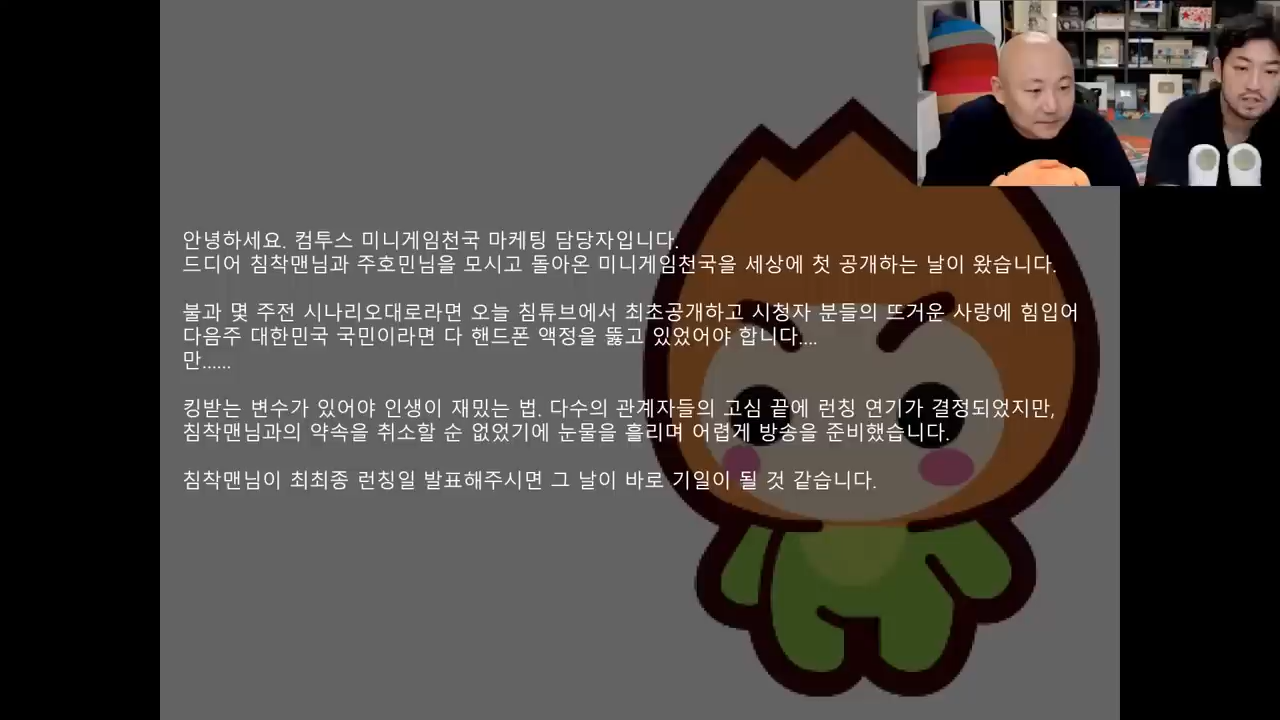 안녕하세요. 컴투스 미니게임천국 마케팅 담당자입니다.
드디어 침착맨님과 주호민님을 모시고 돌아온 미니게임천국을 세상에 첫 공개하는 날이 왔습니다.
불과 몇 주전 시나리오대로라면 오늘 침튜브에서 최초공개하고 시청자 분들의 뜨거운 사랑에 힘입어
다음주 대한민국 국민이라면 다 핸드폰 액정을 뚫고 있었어야 합니다....
만......
킹받는 변수가 있어야 인생이 재밌는 법. 다수의 관계자들의 고심 끝에 런칭 연기가 결정되었지만,
침착맨님과의 약속을 취소할 순 없었기에 눈물을 흘리며 어렵게 방송을 준비했습니다.
침착맨님이 최최종 런칭일 발표해주시면 그 날이 바로 기일이 될 것 같습니다.